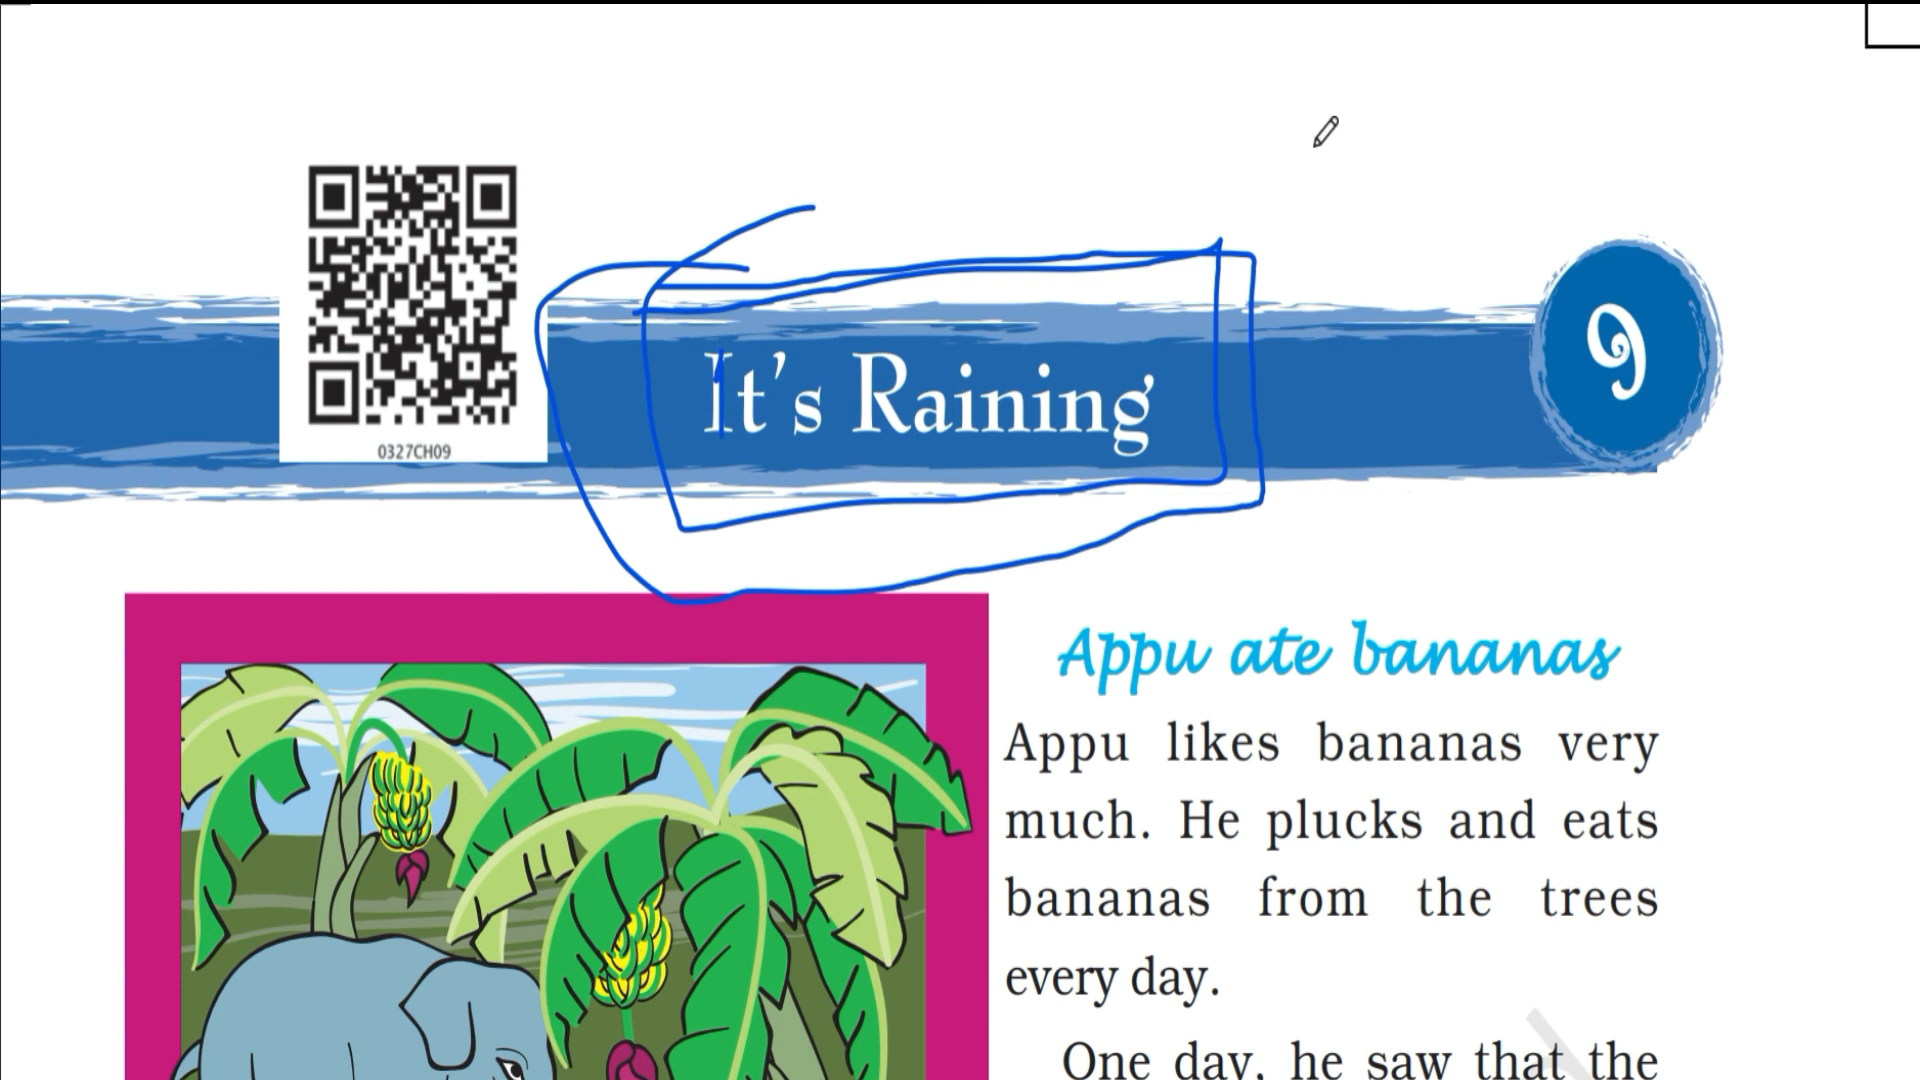 0327CH09
It's Raining
9
Appu ate bananas
Appu likes bananas very
much. He plucks and eats
bananas from the trees
every day.
One day, he saw that the